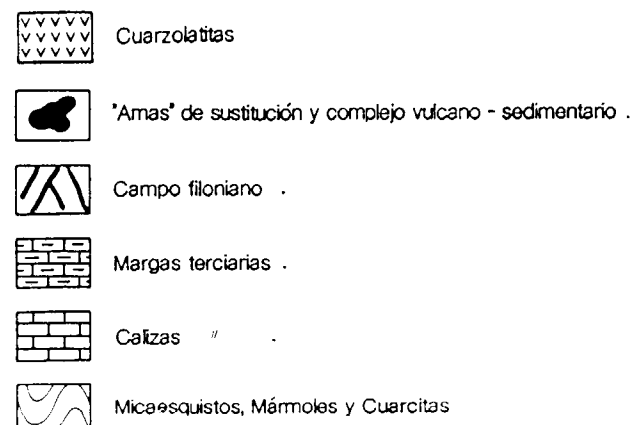 Cuarzolatitas
"Amas" de sustitución y complejo vulcano - sedimentario .
Campo filoniano .
Margas terciarias .
Calizas " .
Micaesquistos, Mármoles y Cuarcitas